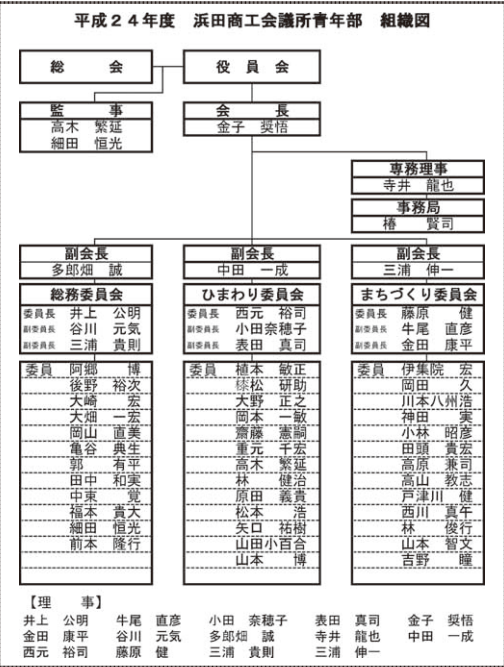 平成２４年度　浜田商工会議所青年部　組織図
総　会
役　員　会
監　事
高木　繁延
細田　恒光
会　長
金子　奨悟
専務理事
寺井　龍也
事務局
椿　賢司
副会長
多郎畑　誠
総務委員会
委員長　井上　公明
副委員長　谷川　元気
副委員長　三浦　貴則
委員　阿郷　博
後野　裕次
大崎　宏
大畑　一宏
岡山　直美
亀谷　典生
郭　有平
田中　和実
中東　覚
福本　貴大
細田　恒光
前本　隆行
副会長
中田　一成
ひまわり委員会
委員長　西元　裕司
副委員長　小田奈穂子
副委員長　表田　真司
委員　植本　敏正
松　研助
大野　正之
岡本　一敏
齋藤　憲嗣
重元　千宏
高木　繁延
林　健治
原田　義貴
松本　浩
矢口　祐樹
山田小百合
山本　博
副会長
三浦　伸一
まちづくり委員会
委員長　藤原　健
副委員長　牛尾　直彦
副委員長　金田　康平
委員　伊集院　宏
岡田　久
川本八州浩
神田　実
小林　昭彦
田頭　貴宏
高原　兼司
高山　教志
戸津川　健
西川　真午
林　俊行
山本　智文
吉野　瞳
【理　事】
井上　公明　牛尾　直彦　小田　奈穂子　表田　真司　金子　奨悟
金田　康平　谷川　元気　多郎畑　誠　寺井　龍也　中田　一成
西元　裕司　藤原　健　三浦　貴則　三浦　伸一